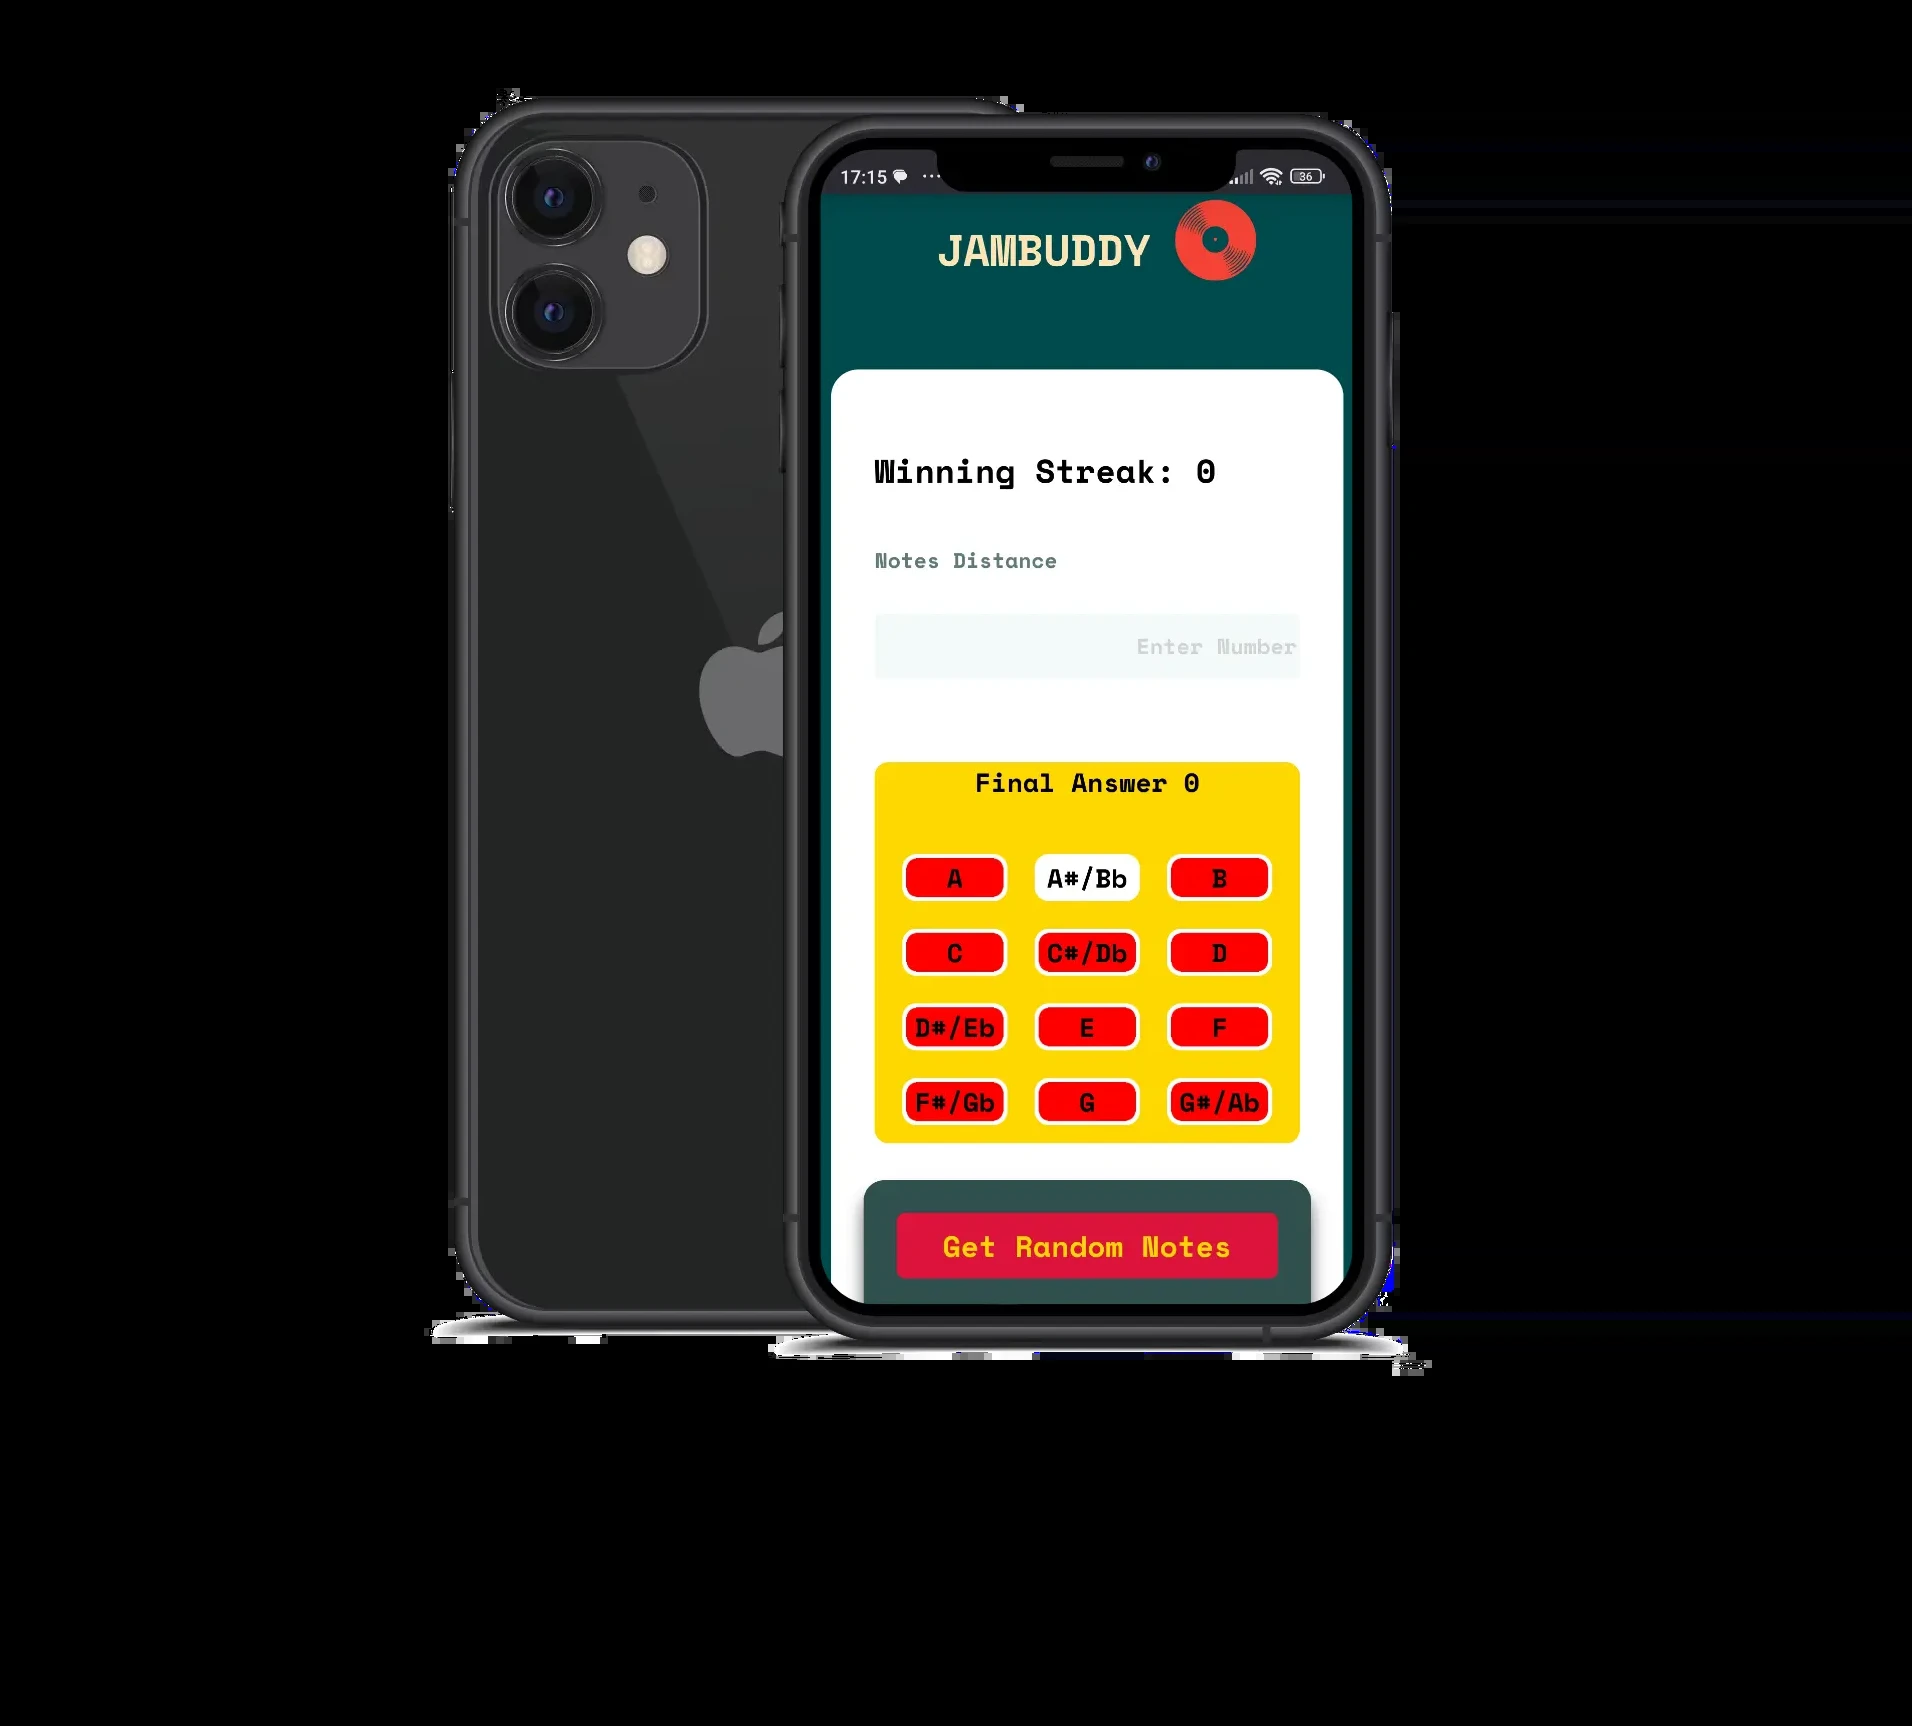 17:15 ... 36
JAMBUDDY
Winning Streak: 0
Notes Distance
Enter Number
Final Answer 0
A A#/Bb B
C C#/Db D
D#/Eb E F
F#/Gb G G#/Ab
Get Random Notes